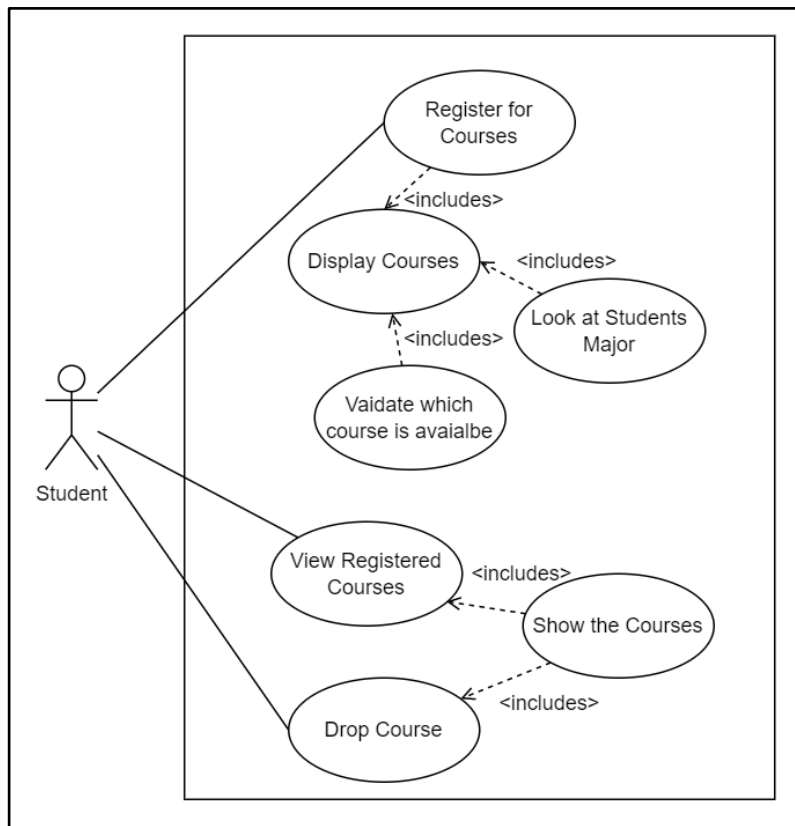 Register for
Courses
<includes>
Display Courses
<includes>
Look at Students
Major
<includes>
Vaidate which
course is avaialbe
Student
View Registered
Courses
<includes>
Show the Courses
<includes>
Drop Course